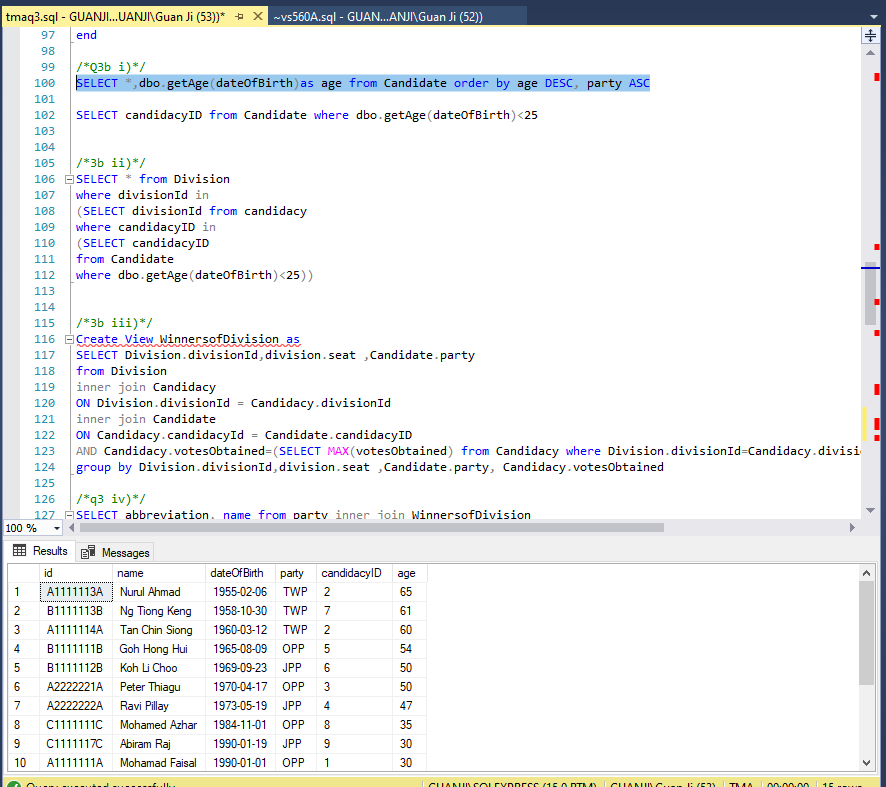 tmaq3.sql - GUANJI...UANJI\Guan Ji (53))*
~vs560A.sql - GUAN...ANJI\Guan Ji (52))
97 end
98
99 /*Q3b i)*/
100 SELECT *,dbo.getAge(dateOfBirth)as age from Candidate order by age DESC, party ASC
101
102 SELECT candidacyID from Candidate where dbo.getAge(dateOfBirth)<25
103
104
105 /*3b ii)*/
106 SELECT * from Division
107 where divisionId in
108 (SELECT divisionId from candidacy
109 where candidacyID in
110 (SELECT candidacyID
111 from Candidate
112 where dbo.getAge(dateOfBirth)<25))
113
114
115 /*3b iii)*/
116 Create View WinnersofDivision as
117 SELECT Division.divisionId,division.seat ,Candidate.party
118 from Division
119 inner join Candidacy
120 ON Division.divisionId = Candidacy.divisionId
121 inner join Candidate
122 ON Candidacy.candidacyId = Candidate.candidacyID
123 AND Candidacy.votesObtained=(SELECT MAX(votesObtained) from Candidacy where Division.divisionId=Candidacy.divisi
124 group by Division.divisionId,division.seat ,Candidate.party, Candidacy.votesObtained
125
126 /*q3 iv)*/
127 SELECT abbreviation, name from party inner join WinnersofDivision
100 %
Results Messages
id name dateOfBirth party candidacyID age
1 A1111113A Nurul Ahmad 1955-02-06 TWP 2 65
2 B1111113B Ng Tiong Keng 1958-10-30 TWP 7 61
3 A1111114A Tan Chin Siong 1960-03-12 TWP 2 60
4 B1111111B Goh Hong Hui 1965-08-09 OPP 5 54
5 B1111112B Koh Li Choo 1969-09-23 JPP 6 50
6 A2222221A Peter Thiagu 1970-04-17 OPP 3 50
7 A2222222A Ravi Pillay 1973-05-19 JPP 4 47
8 C1111111C Mohamed Azhar 1984-11-01 OPP 8 35
9 C1111117C Abiram Raj 1990-01-19 JPP 9 30
10 A1111111A Mohamad Faisal 1990-01-01 OPP 1 30
Query executed successfully. GUANJI\SQLEXPRESS (15.0 RTM) GUANJI\Guan Ji (53) TMA 00:00:00 15 rows